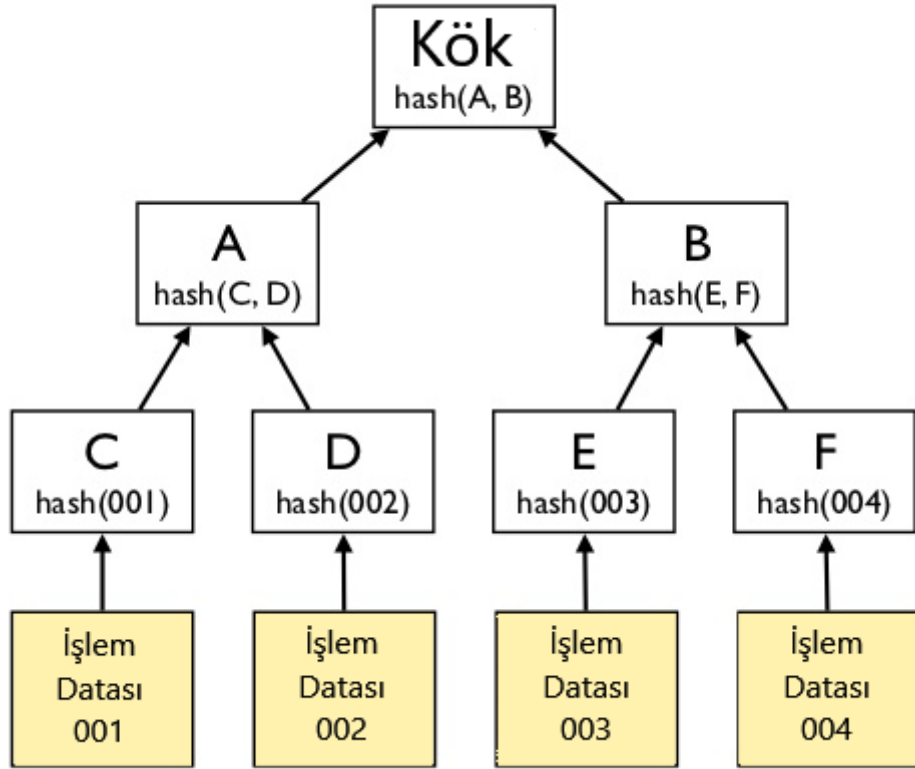 Kök
hash(A, B)
A
hash(C, D)
B
hash(E, F)
C
hash(001)
D
hash(002)
E
hash(003)
F
hash(004)
İşlem
Datası
001
İşlem
Datası
002
İşlem
Datası
003
İşlem
Datası
004